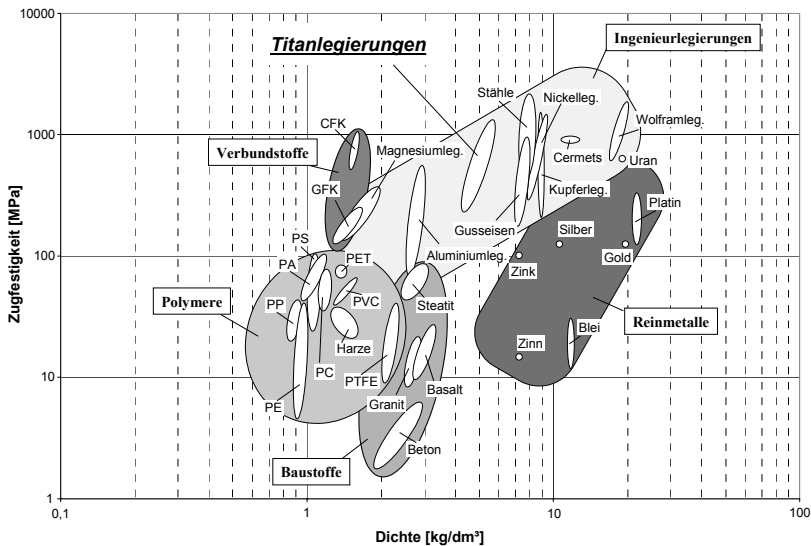 10000
Titanlegierungen
Ingenieurlegierungen
Stähle
Nickelleg.
CFK
Wolframleg.
1000
Magnesiumleg.
Verbundstoffe
Cermets
Uran
GFK
Kupferleg.
Platin
Gusseisen
Silber
PS
PET
Aluminiumleg.
Gold
100
PA
Zink
Polymere
PP
PVC
Steatit
Reinmetalle
Blei
Zinn
Harze
PC
PTFE
10
Basalt
PE
Granit
Beton
Baustoffe
1
0,1
1
10
100
Zugfestigkeit [MPa]
Dichte [kg/dm³]